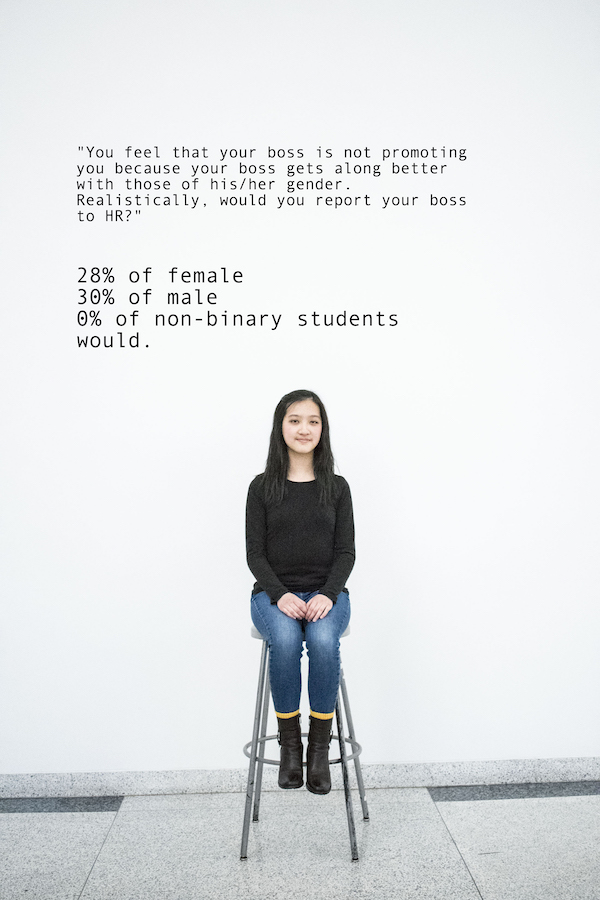 "You feel that your boss is not promoting
you because your boss gets along better
with those of his/her gender.
Realistically, would you report your boss
to HR?"
28% of female
30% of male
0% of non-binary students
would.